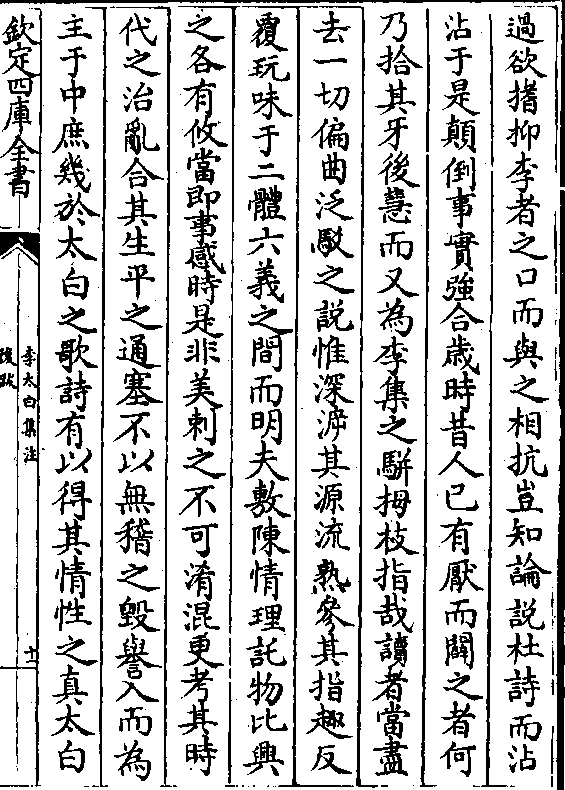 過欲揩抑李者之口而與之相抗豈知論說杜詩而沾
沾于是顛倒事實強合歲時昔人已有厭而闢之者何
乃拾其牙後慧而又為李集之駢拇枝指哉讀者當盡
去一切偏曲泛駁之說惟深泝其源流熟參其指趣反
覆玩味于二體六義之間而明夫敷陳情理託物比興
之各有攸當即事感時是非美刺之不可淆混更考其時
代之治亂合其生平之通塞不以無稽之毀譽入而為
主于中庶幾於太白之歌詩有以得其情性之真太白
欽定四庫全書
李太白集注
後跋
十一